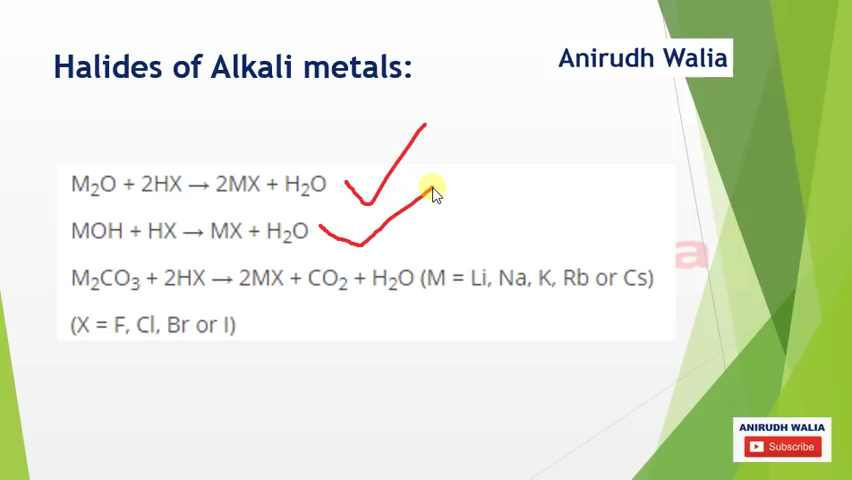 Halides of Alkali metals:
Anirudh Walia
M₂O + 2HX → 2MX + H₂O
MOH + HX → MX + H₂O
M₂CO₃ + 2HX → 2MX + CO₂ + H₂O (M = Li, Na, K, Rb or Cs)
(X = F, Cl, Br or I)
a
ANIRUDH WALIA
Subscribe